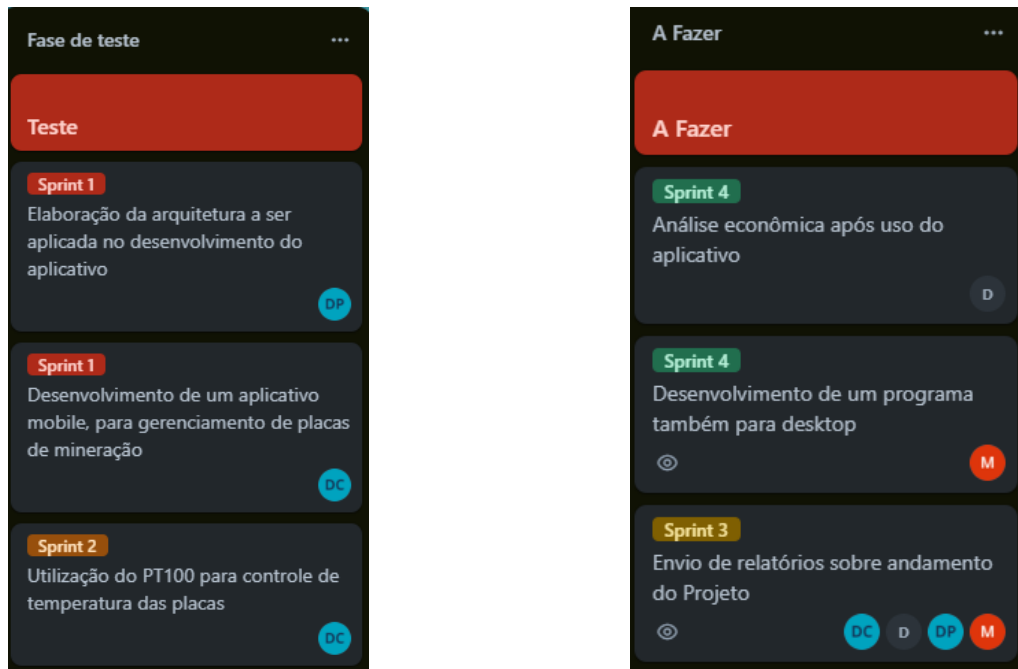 Fase de teste
Teste
Sprint 1
Elaboração da arquitetura a ser
aplicada no desenvolvimento do
aplicativo
DP
Sprint 1
Desenvolvimento de um aplicativo
mobile, para gerenciamento de placas
de mineração
DC
Sprint 2
Utilização do PT100 para controle de
temperatura das placas
DC
A Fazer
A Fazer
Sprint 4
Análise econômica após uso do
aplicativo
D
Sprint 4
Desenvolvimento de um programa
também para desktop
M
Sprint 3
Envio de relatórios sobre andamento
do Projeto
DC D DP M